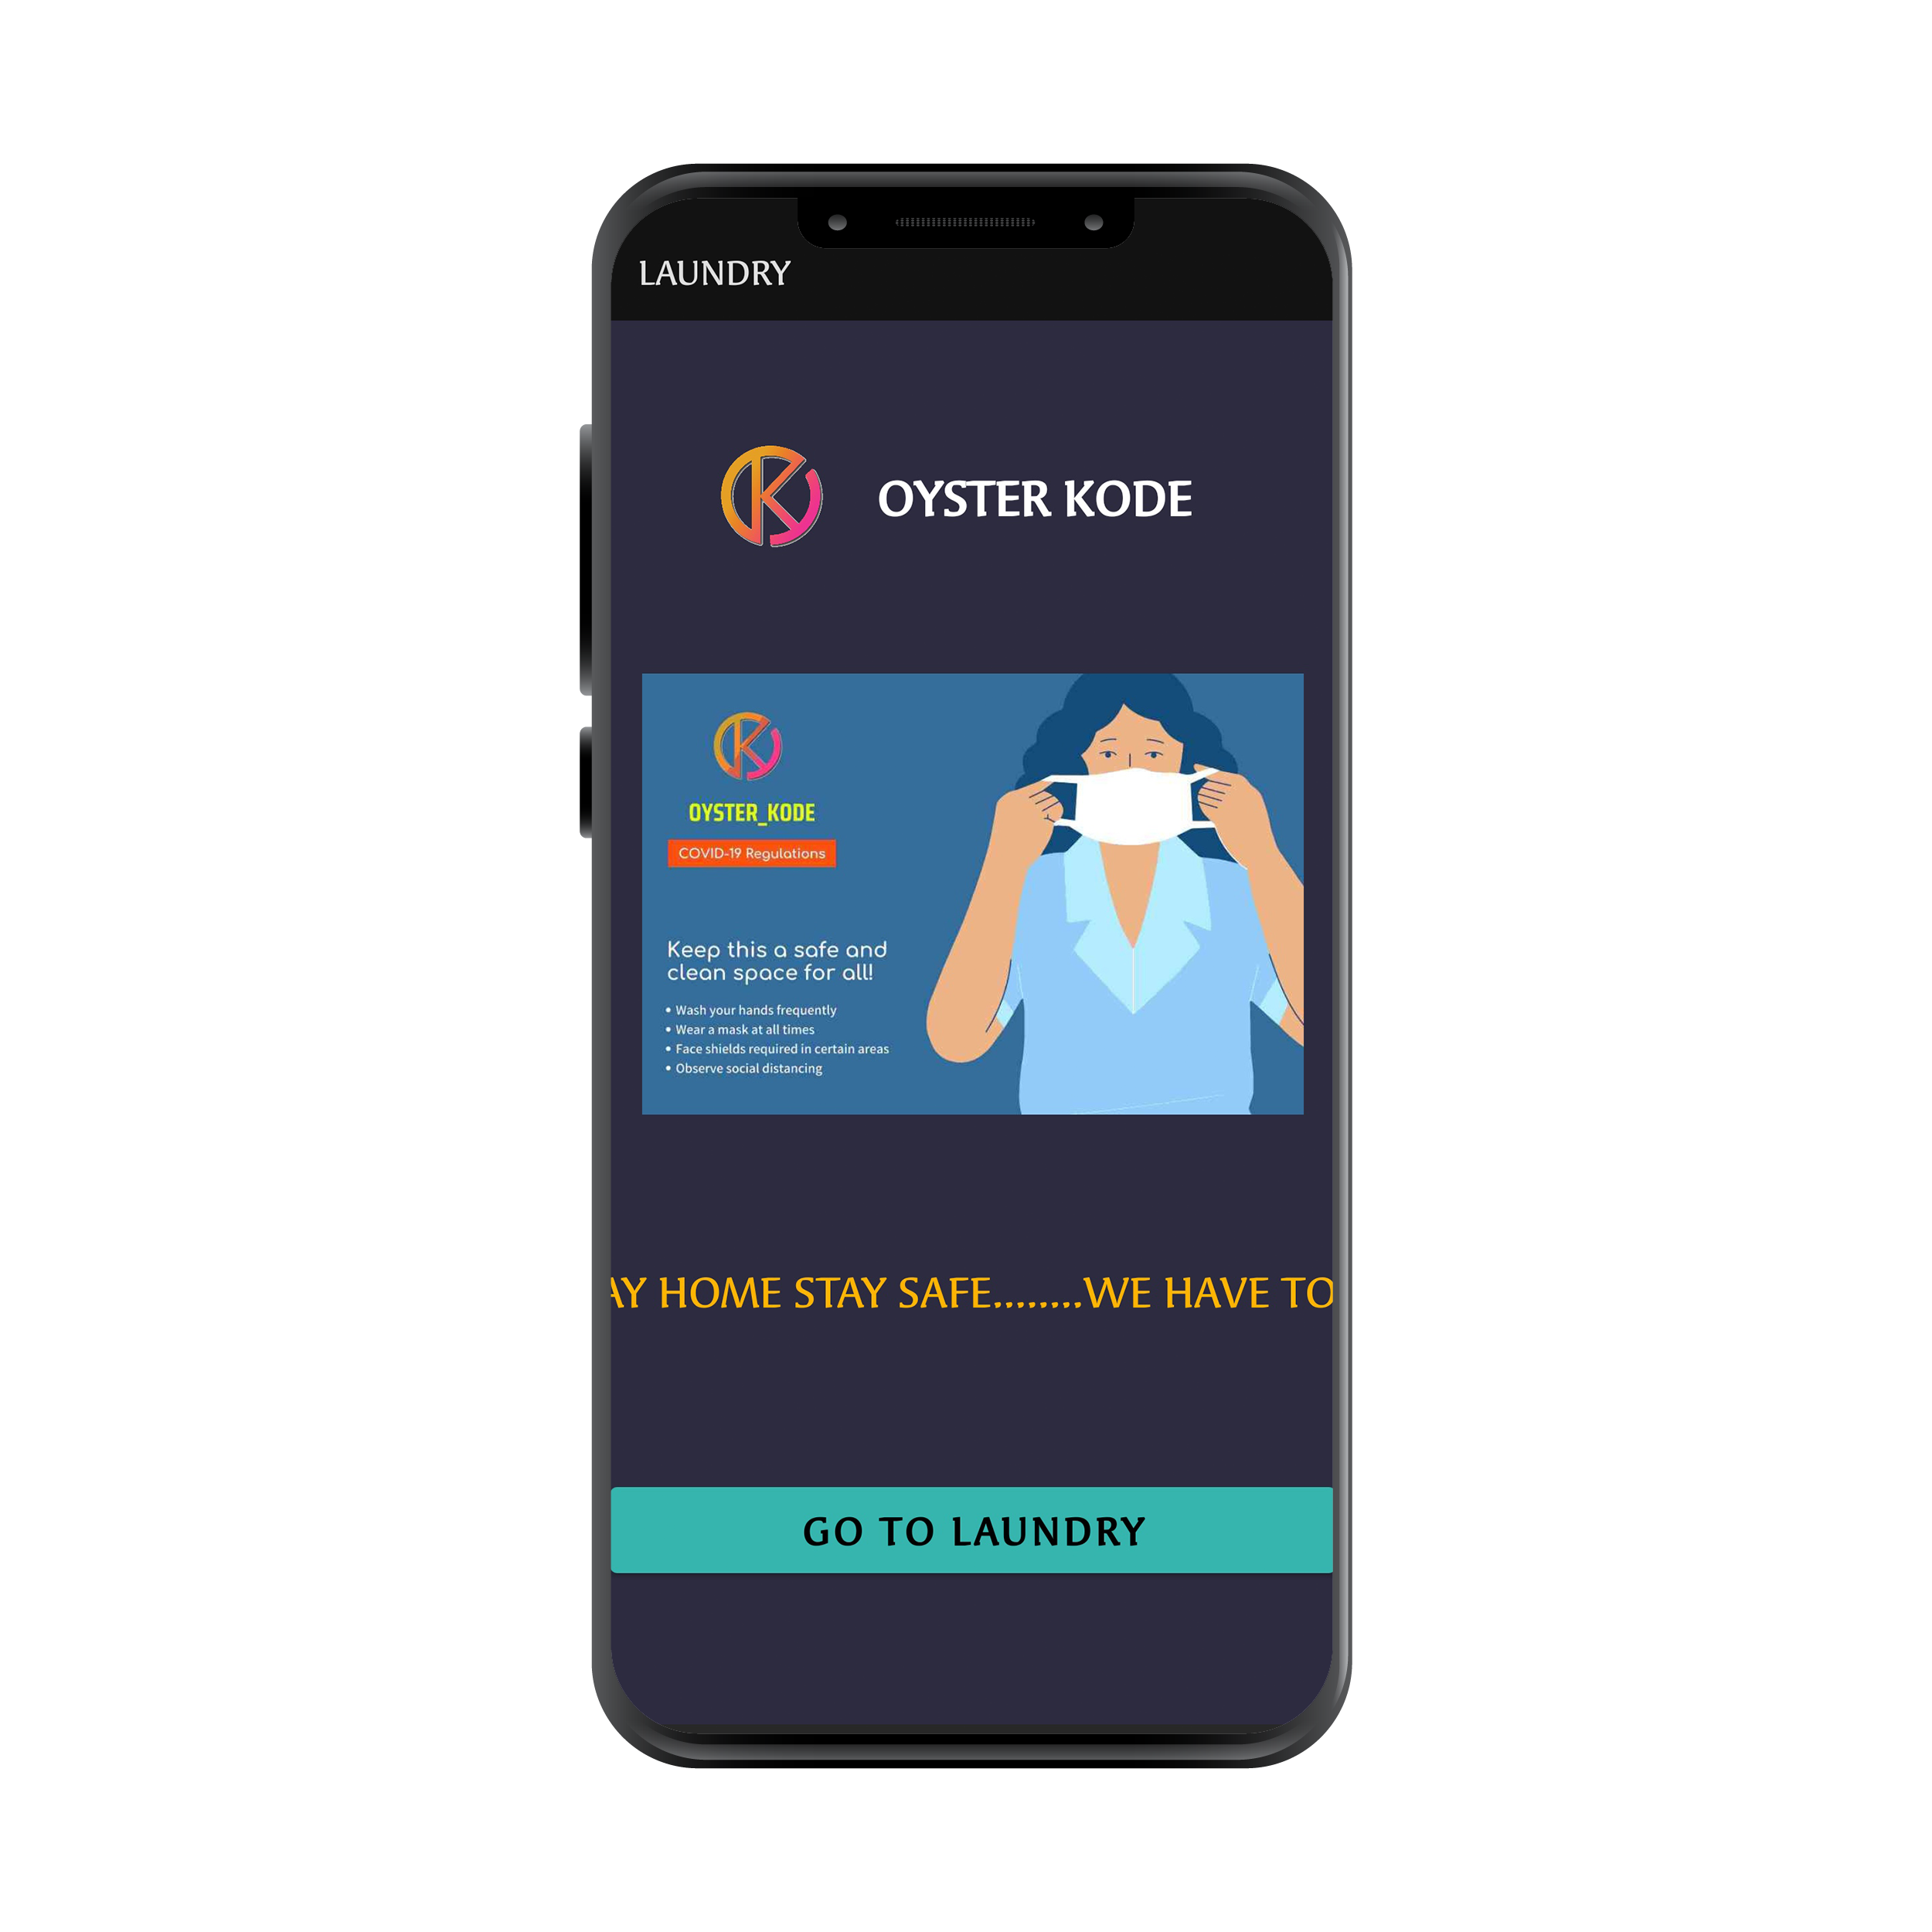 LAUNDRY
OYSTER KODE
OYSTER_KODE
COVID-19 Regulations
Keep this a safe and
clean space for all!
• Wash your hands frequently
• Wear a mask at all times
• Face shields required in certain areas
• Observe social distancing
AY HOME STAY SAFE........WE HAVE TO
GO TO LAUNDRY